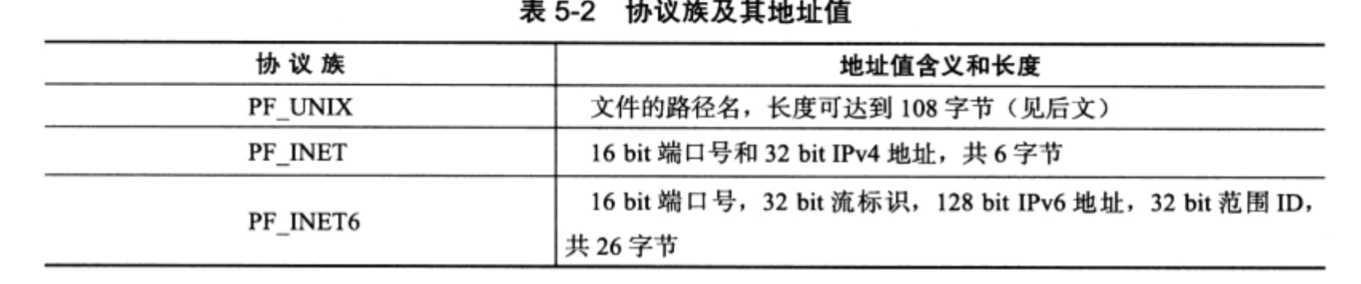 表 5-2 协议族及其地址值
协 议 族
地址值含义和长度
PF_UNIX
文件的路径名，长度可达到 108 字节（见后文）
PF_INET
16 bit 端口号和 32 bit IPv4 地址，共 6 字节
PF_INET6
16 bit 端口号，32 bit 流标识，128 bit IPv6 地址，32 bit 范围 ID，
共 26 字节